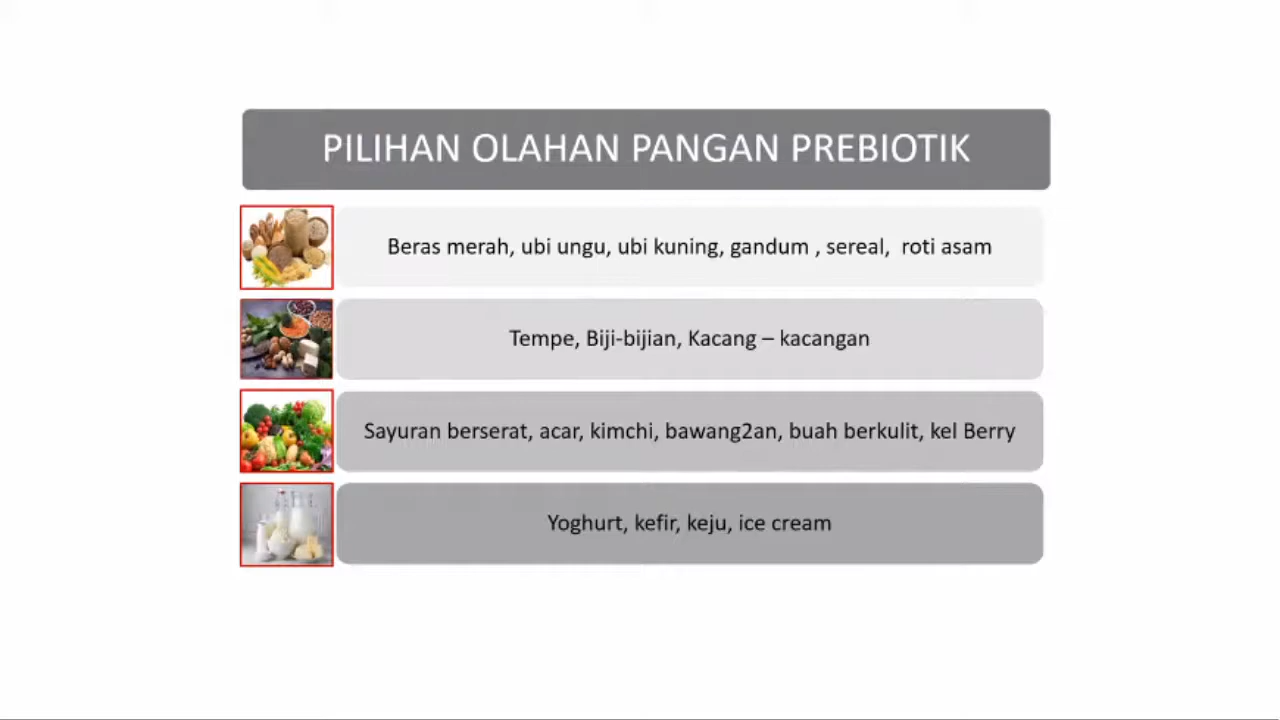 PILIHAN OLAHAN PANGAN PREBIOTIK
Beras merah, ubi ungu, ubi kuning, gandum , sereal,  roti asam
Tempe, Biji-bijian, Kacang – kacangan
Sayuran berserat, acar, kimchi, bawang2an, buah berkulit, kel Berry
Yoghurt, kefir, keju, ice cream